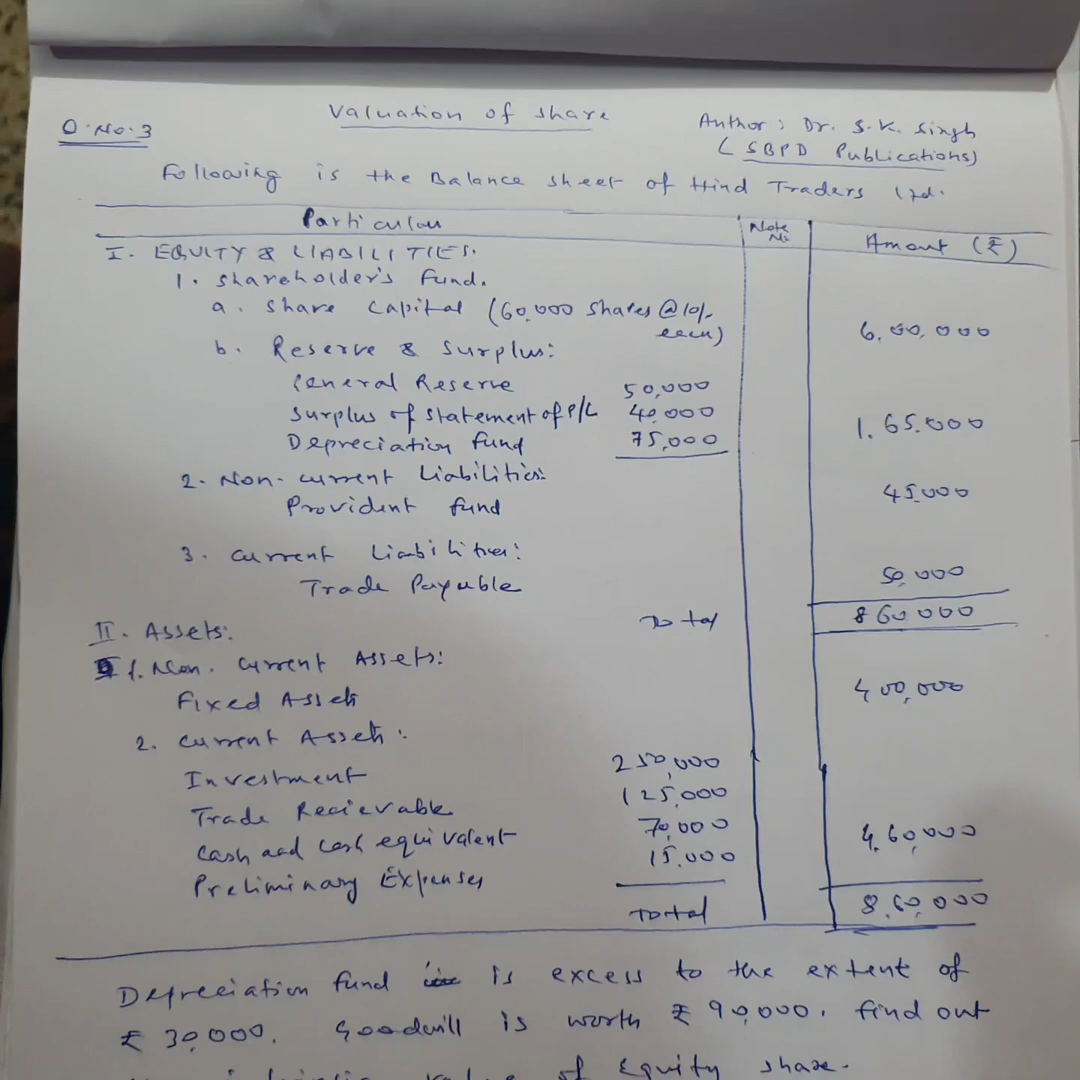 Valuation of share
Q.No.3
Author: Dr. S.K. Singh
(SBPD Publications)
Following is the Balance sheet of Hind Traders Ltd.
Particulars Note No. Amount (₹)
I. EQUITY & LIABILITIES.
1. Shareholder's Fund.
a. Share Capital (60,000 Shares @10/- each) 6,00,000
b. Reserve & Surplus:
General Reserve 50,000
Surplus of Statement of P/L 40,000 1,65,000
Depreciation fund 75,000
2. Non-current Liabilities: 45,000
Provident fund
3. Current Liabilities:
Trade Payable 50,000
Total 860000
II. Assets:
1. Non. Current Assets:
Fixed Assets 400,000
2. Current Assets:
Investment 250,000
Trade Recievable 125,000
Cash and cash equivalent 70,000 4,60,000
Preliminary Expenses 15,000
Total 8,60,000
Depreciation fund is excess to the extent of
₹ 30,000. Goodwill is worth ₹ 90,000. find out
value of Equity share.